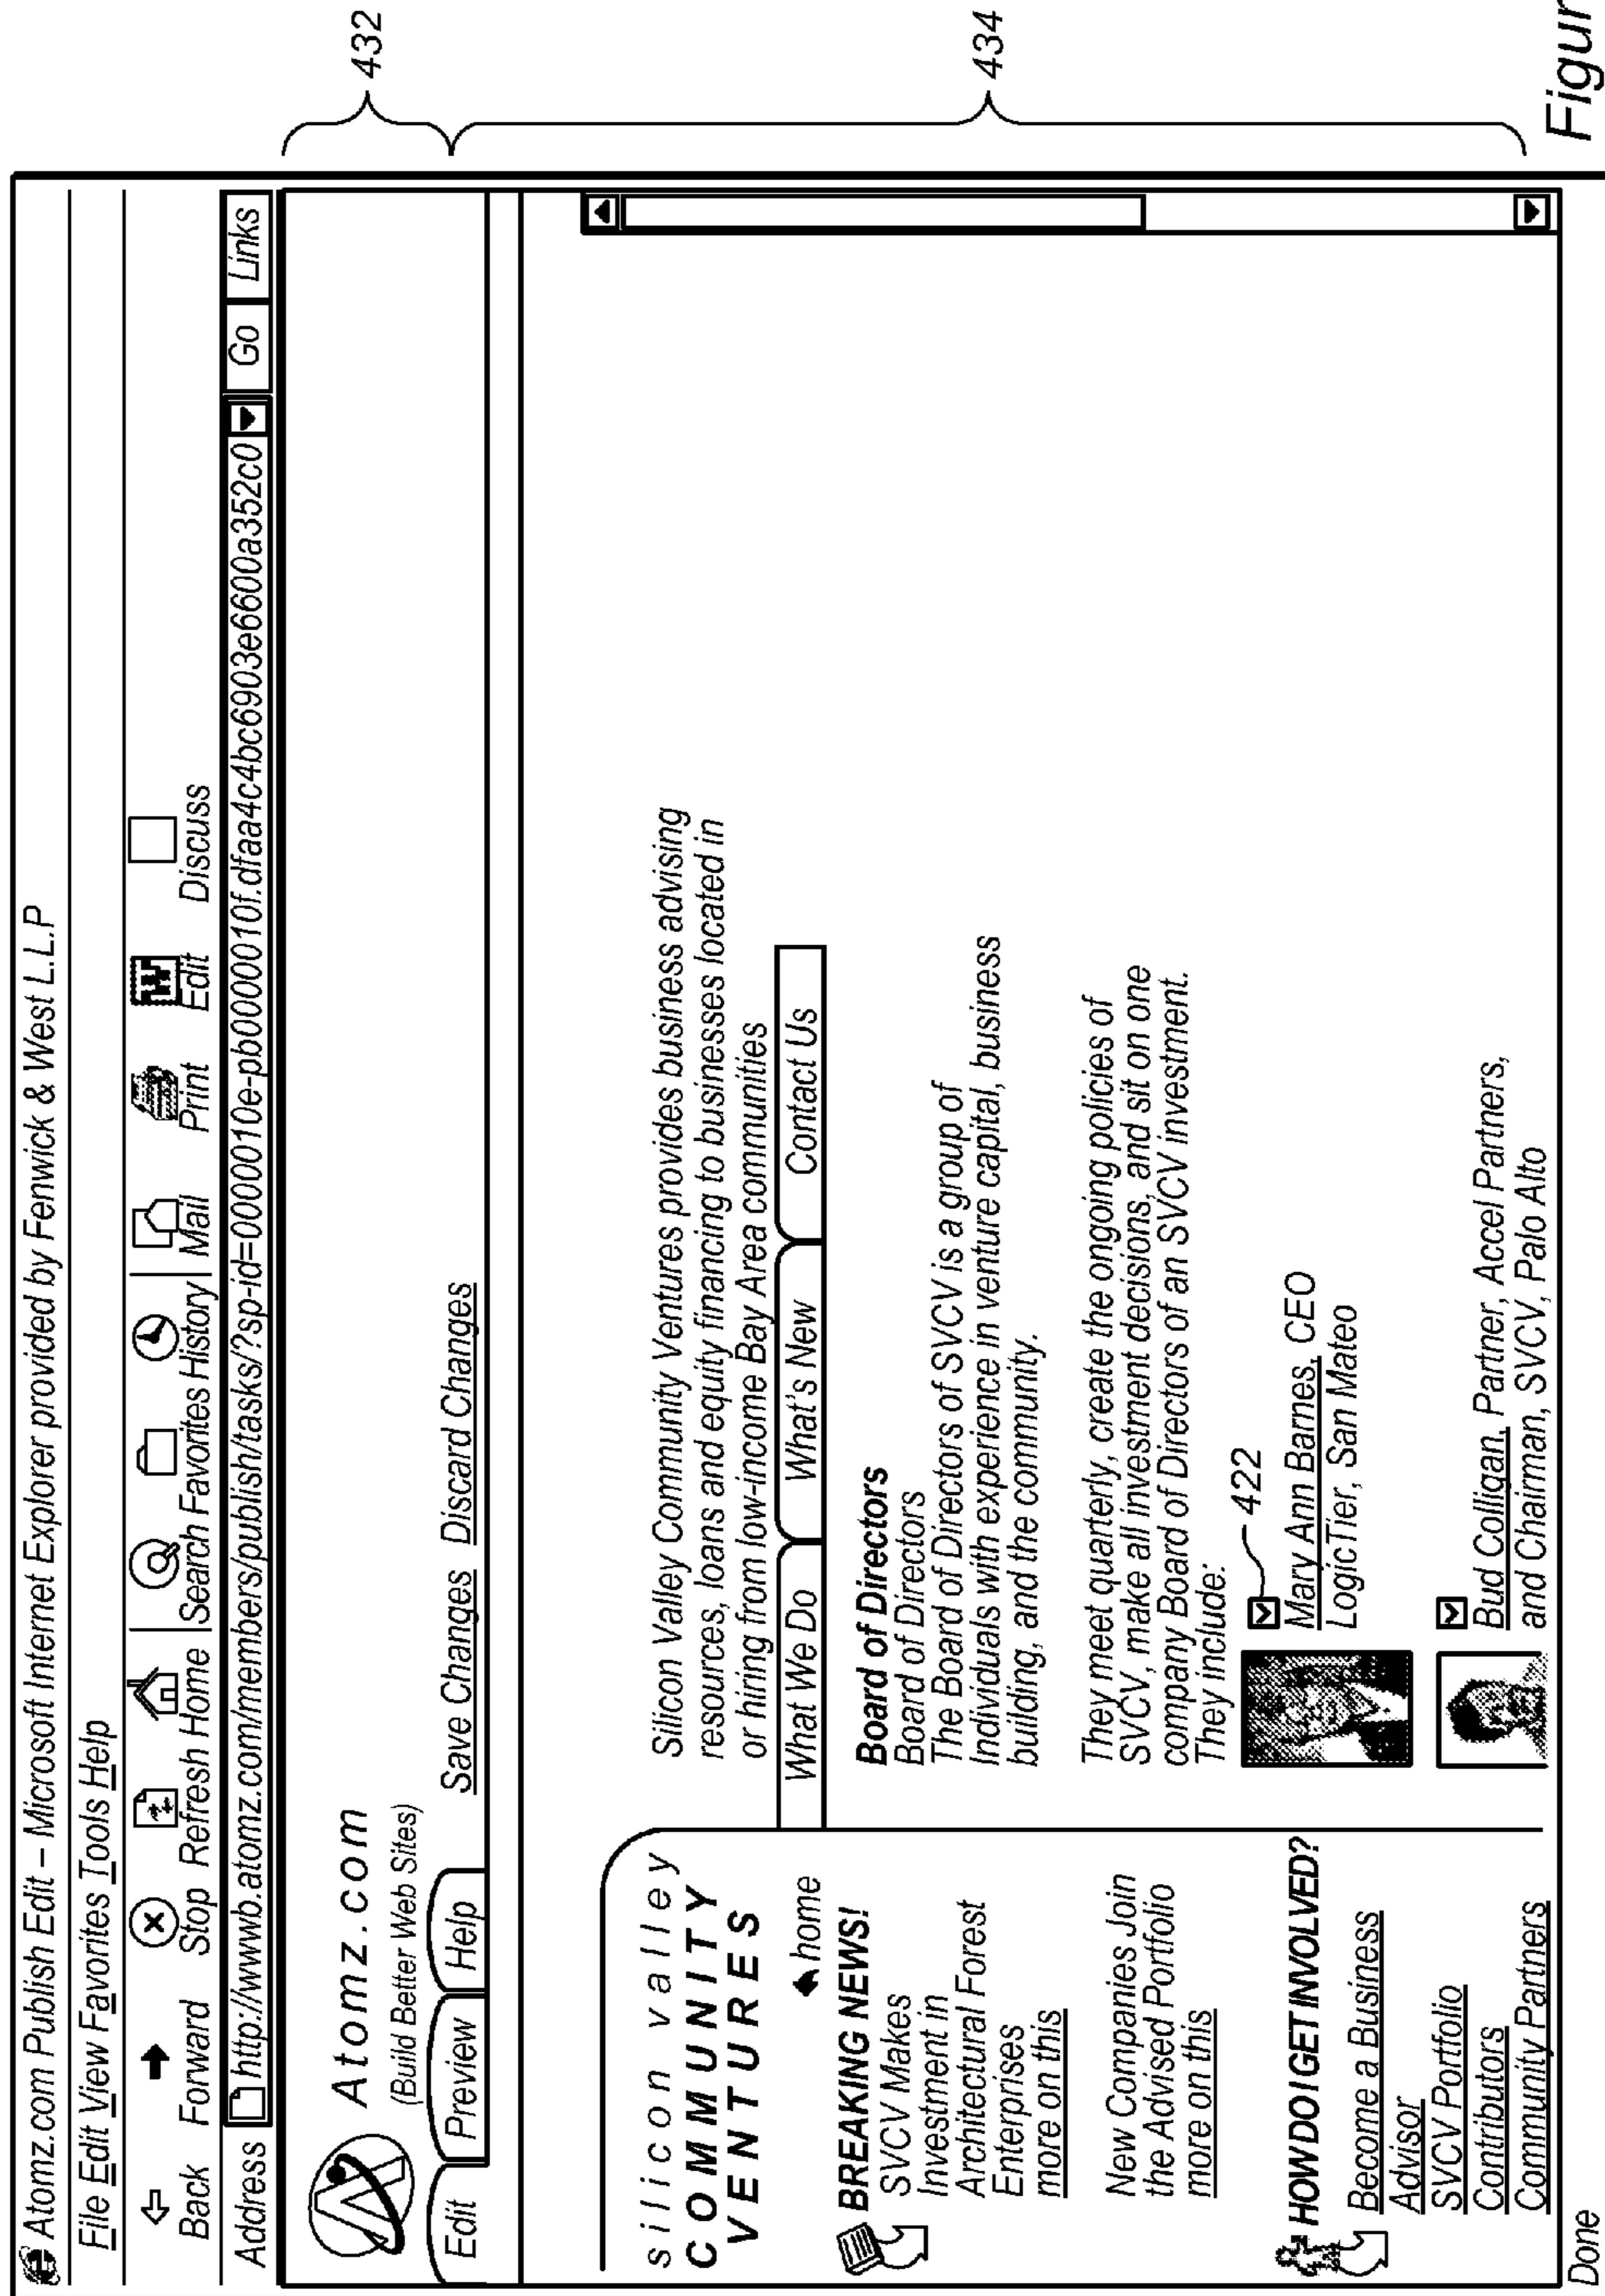 Atomz.com Publish Edit – Microsoft Internet Explorer provided by Fenwick & West L.L.P
File Edit View Favorites Tools Help
Back Forward Stop Refresh Home Search Favorites History Mail Print Edit Discuss
Address http://wwwb.atomz.com/members/publish/tasks/?sp-id=0000010e-pb0000010f.dfaa4c4bc6903e6600a352c0 Go Links
Atomz.com
(Build Better Web Sites)
Edit Preview Help Save Changes Discard Changes
432
silicon valley
COMMUNITY
VENTURES
home
BREAKING NEWS!
SVCV Makes
Investment in
Architectural Forest
Enterprises
more on this
New Companies Join
the Advised Portfolio
more on this
HOW DO I GET INVOLVED?
Become a Business
Advisor
SVCV Portfolio
Contributors
Community Partners
Silicon Valley Community Ventures provides business advising
resources, loans and equity financing to businesses located in
or hiring from low-income Bay Area communities
What We Do What's New Contact Us
Board of Directors
Board of Directors
The Board of Directors of SVCV is a group of
Individuals with experience in venture capital, business
building, and the community.
They meet quarterly, create the ongoing policies of
SVCV, make all investment decisions, and sit on one
company Board of Directors of an SVCV investment.
They include:
422
Mary Ann Barnes, CEO
LogicTier, San Mateo
Bud Colligan, Partner, Accel Partners,
and Chairman, SVCV, Palo Alto
434
Done